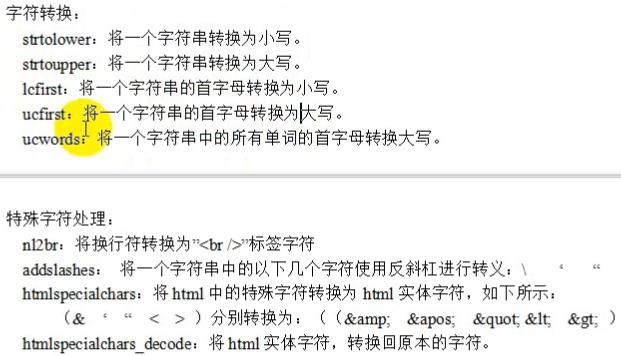 字符转换：
strtolower：将一个字符串转换为小写。
strtoupper：将一个字符串转换为大写。
lcfirst：将一个字符串的首字母转换为小写。
ucfirst：将一个字符串的首字母转换为大写。
ucwords：将一个字符串中的所有单词的首字母转换大写。
特殊字符处理：
nl2br：将换行符转换为”<br />”标签字符
addslashes： 将一个字符串中的以下几个字符使用反斜杠进行转义：\ ‘ “
htmlspecialchars：将 html 中的特殊字符转换为 html 实体字符，如下所示：
（& ‘ “ < > ）分别转换为：（（&amp; &apos; &quot; &lt; &gt; ）
htmlspecialchars_decode：将 html 实体字符，转换回原本的字符。